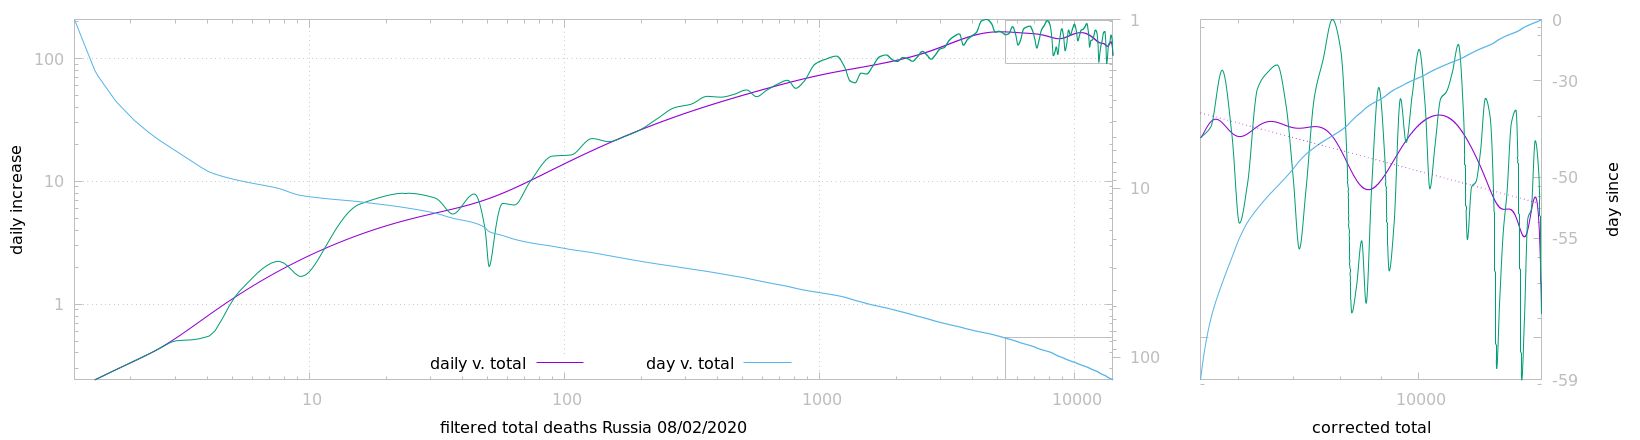 daily increase
100
10
1
10
100
1000
10000
1
10
100
daily v. total
day v. total
filtered total deaths Russia 08/02/2020
0
-30
-50
-55
-59
day since
10000
corrected total